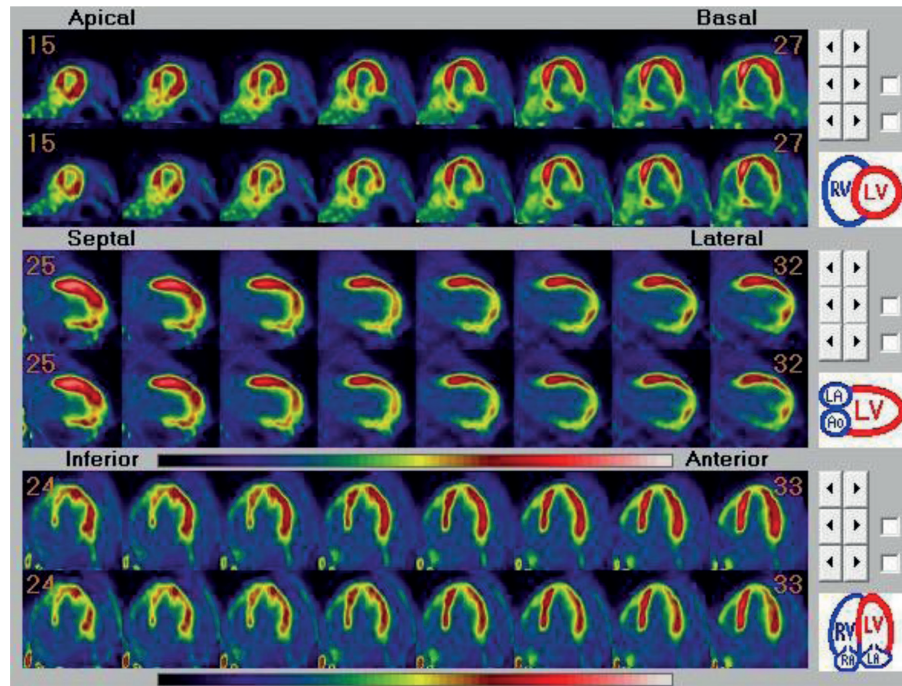 Apical Basal
15 27
15 27
RV LV
Septal Lateral
25 32
25 32
LA LV
Ao
Inferior Anterior
24 33
24 33
RV LV
RA LA